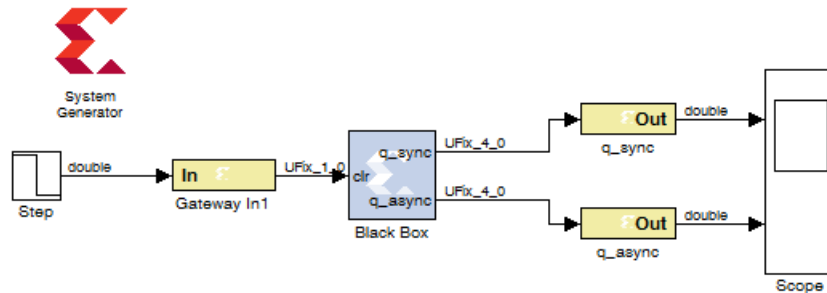 System
Generator
double
Step
In
Gateway In1
UFix_1_0
clr
q_sync
q_async
Black Box
UFix_4_0
UFix_4_0
Out
q_sync
double
Out
q_async
double
Scope